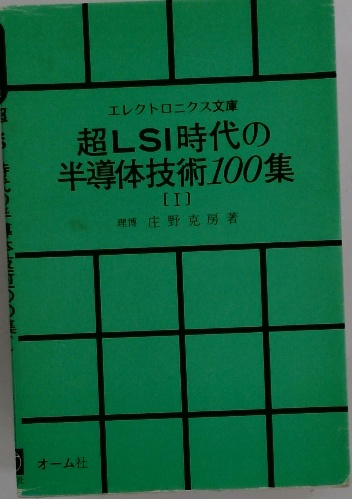 エレクトロニクス文庫
超LSI時代の
半導体技術100集
[I]
理博 庄野克房著
オーム社